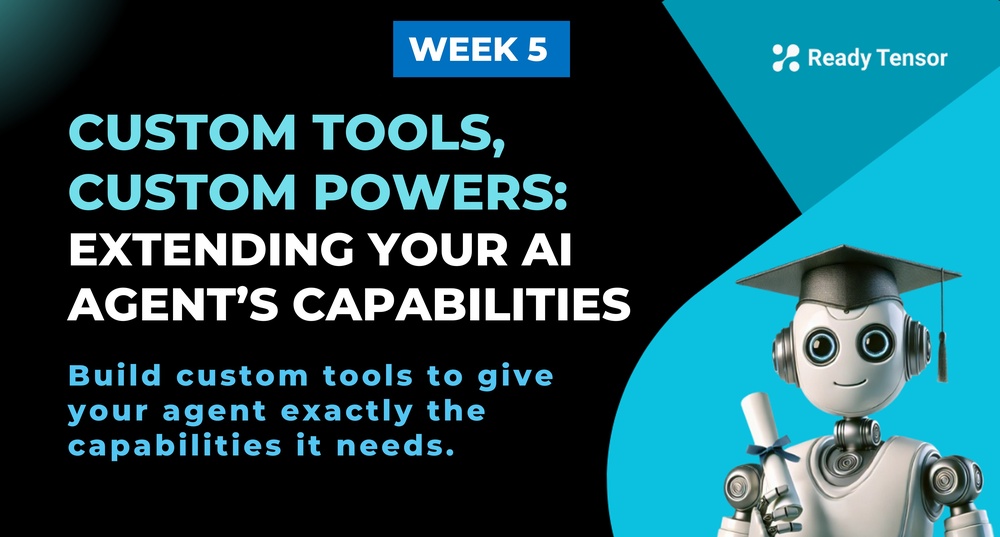 WEEK 5
Ready Tensor
CUSTOM TOOLS,
CUSTOM POWERS:
EXTENDING YOUR AI
AGENT’S CAPABILITIES
Build custom tools to give
your agent exactly the
capabilities it needs.